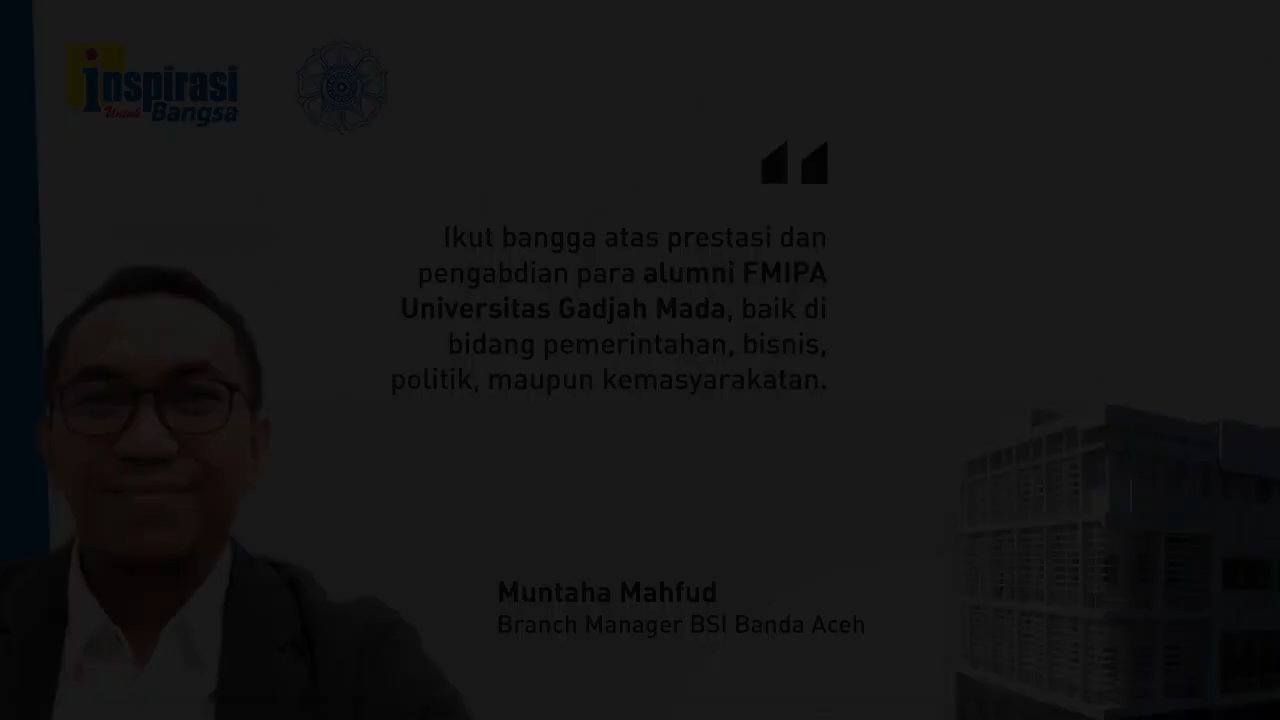 inspirasi
Untuk Bangsa
Ikut bangga atas prestasi dan
pengabdian para alumni FMIPA
Universitas Gadjah Mada, baik di
bidang pemerintahan, bisnis,
politik, maupun kemasyarakatan.
Muntaha Mahfud
Branch Manager BSI Banda Aceh